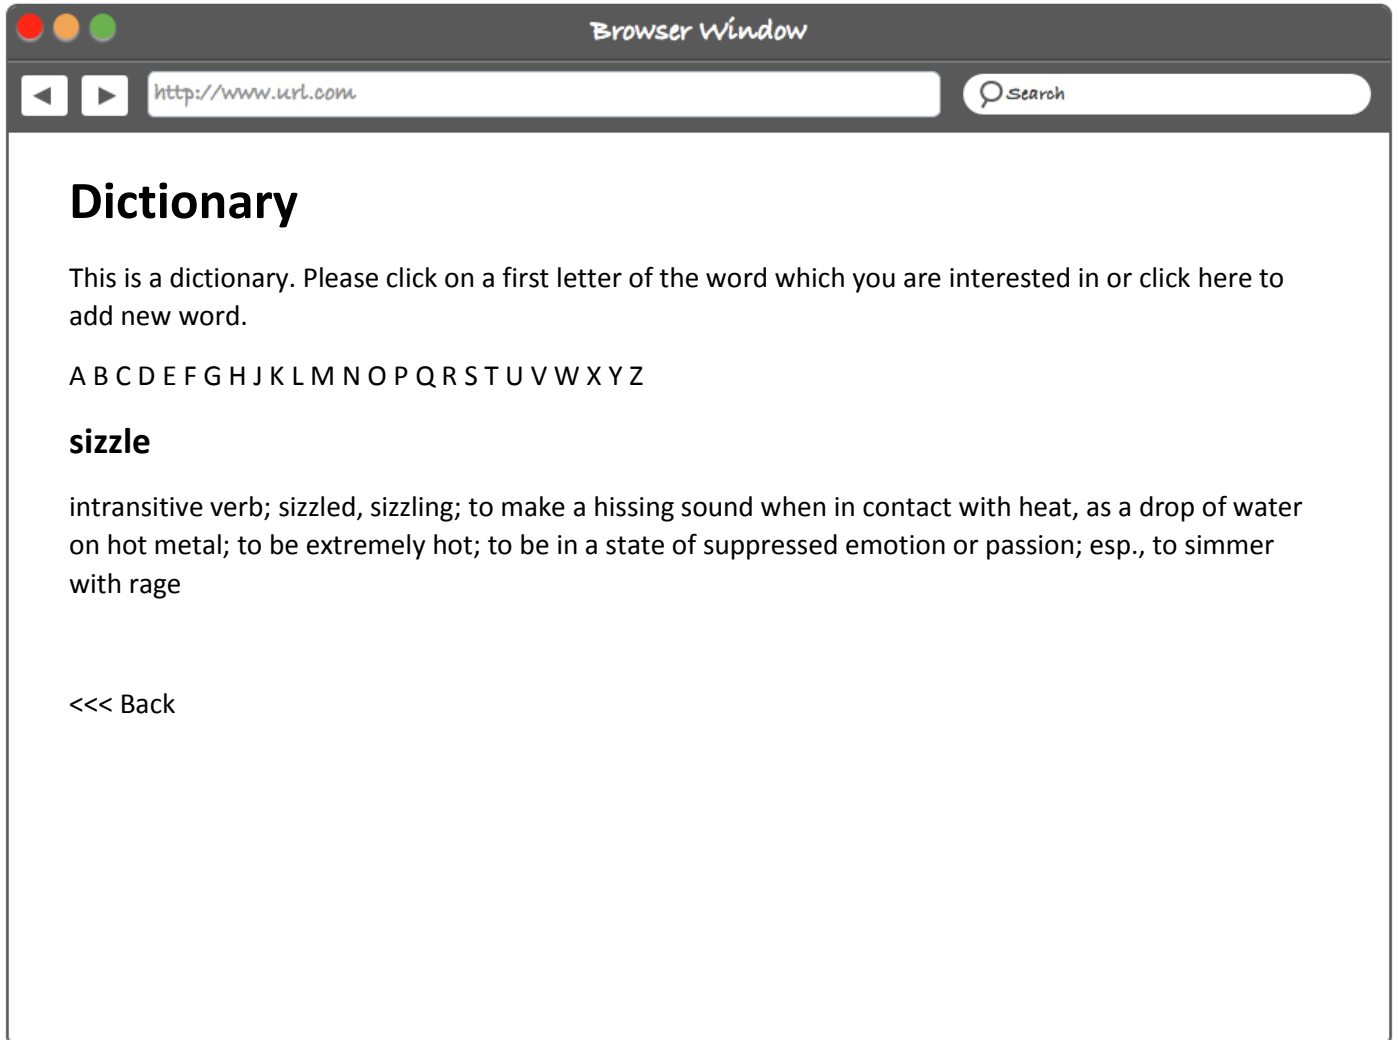 Browser Window
http://www.url.com
Search
Dictionary
This is a dictionary. Please click on a first letter of the word which you are interested in or click here to
add new word.
A B C D E F G H J K L M N O P Q R S T U V W X Y Z
sizzle
intransitive verb; sizzled, sizzling; to make a hissing sound when in contact with heat, as a drop of water
on hot metal; to be extremely hot; to be in a state of suppressed emotion or passion; esp., to simmer
with rage
<<< Back